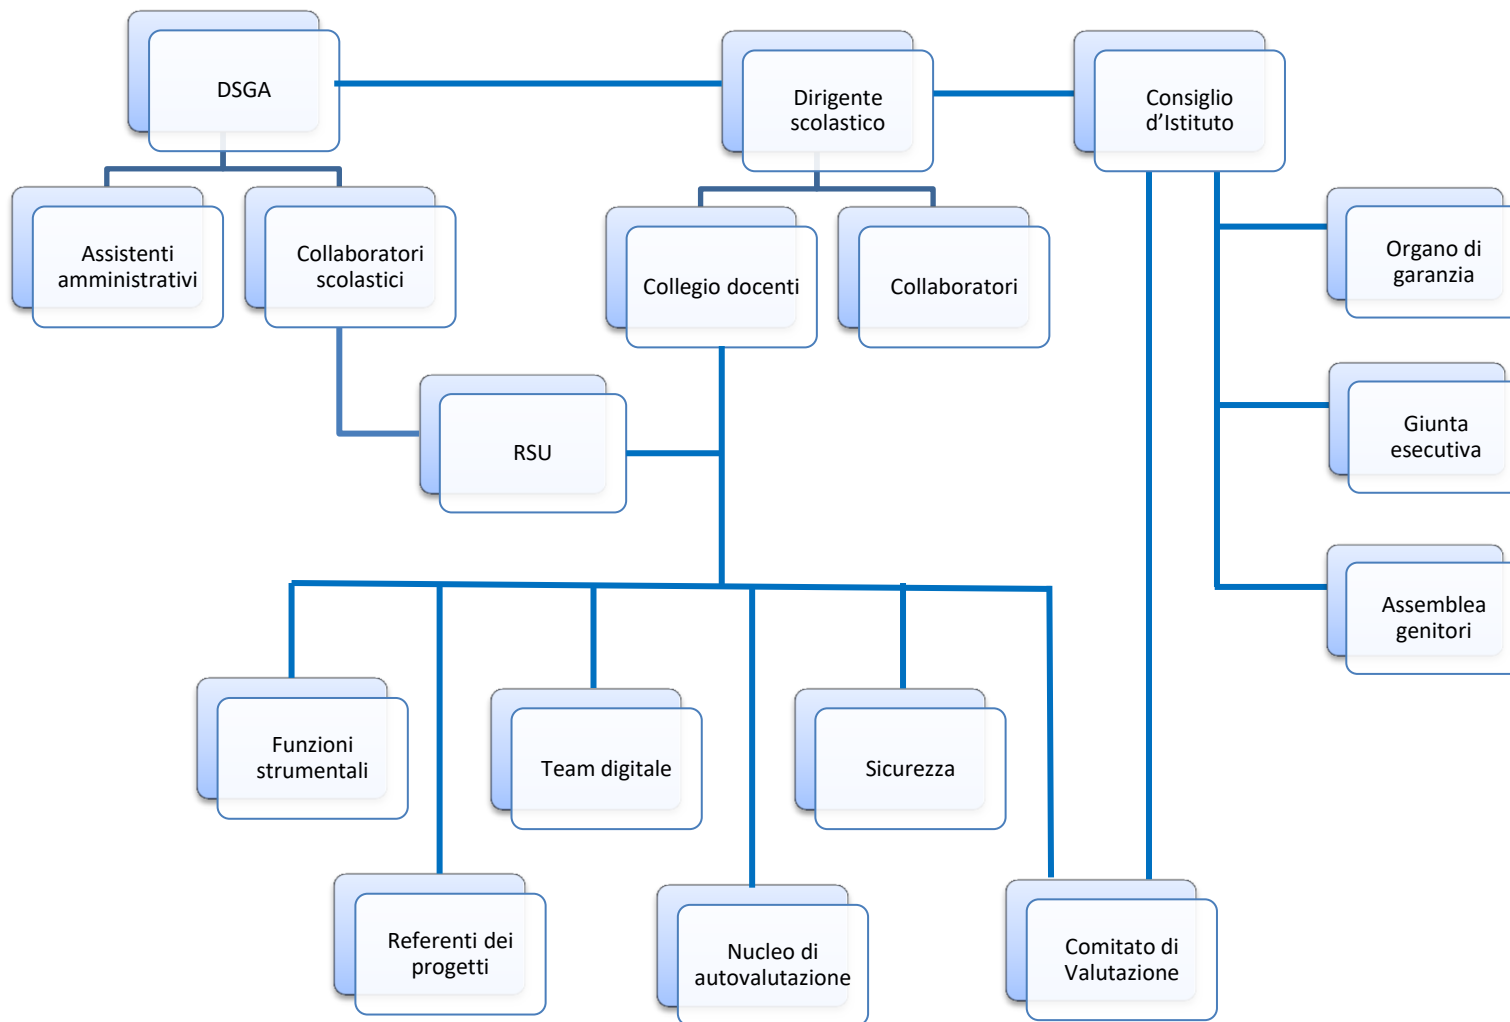 DSGA
Dirigente
scolastico
Consiglio
d’Istituto
Assistenti
amministrativi
Collaboratori
scolastici
Collegio docenti
Collaboratori
Organo di
garanzia
RSU
Giunta
esecutiva
Assemblea
genitori
Funzioni
strumentali
Team digitale
Sicurezza
Referenti dei
progetti
Nucleo di
autovalutazione
Comitato di
Valutazione